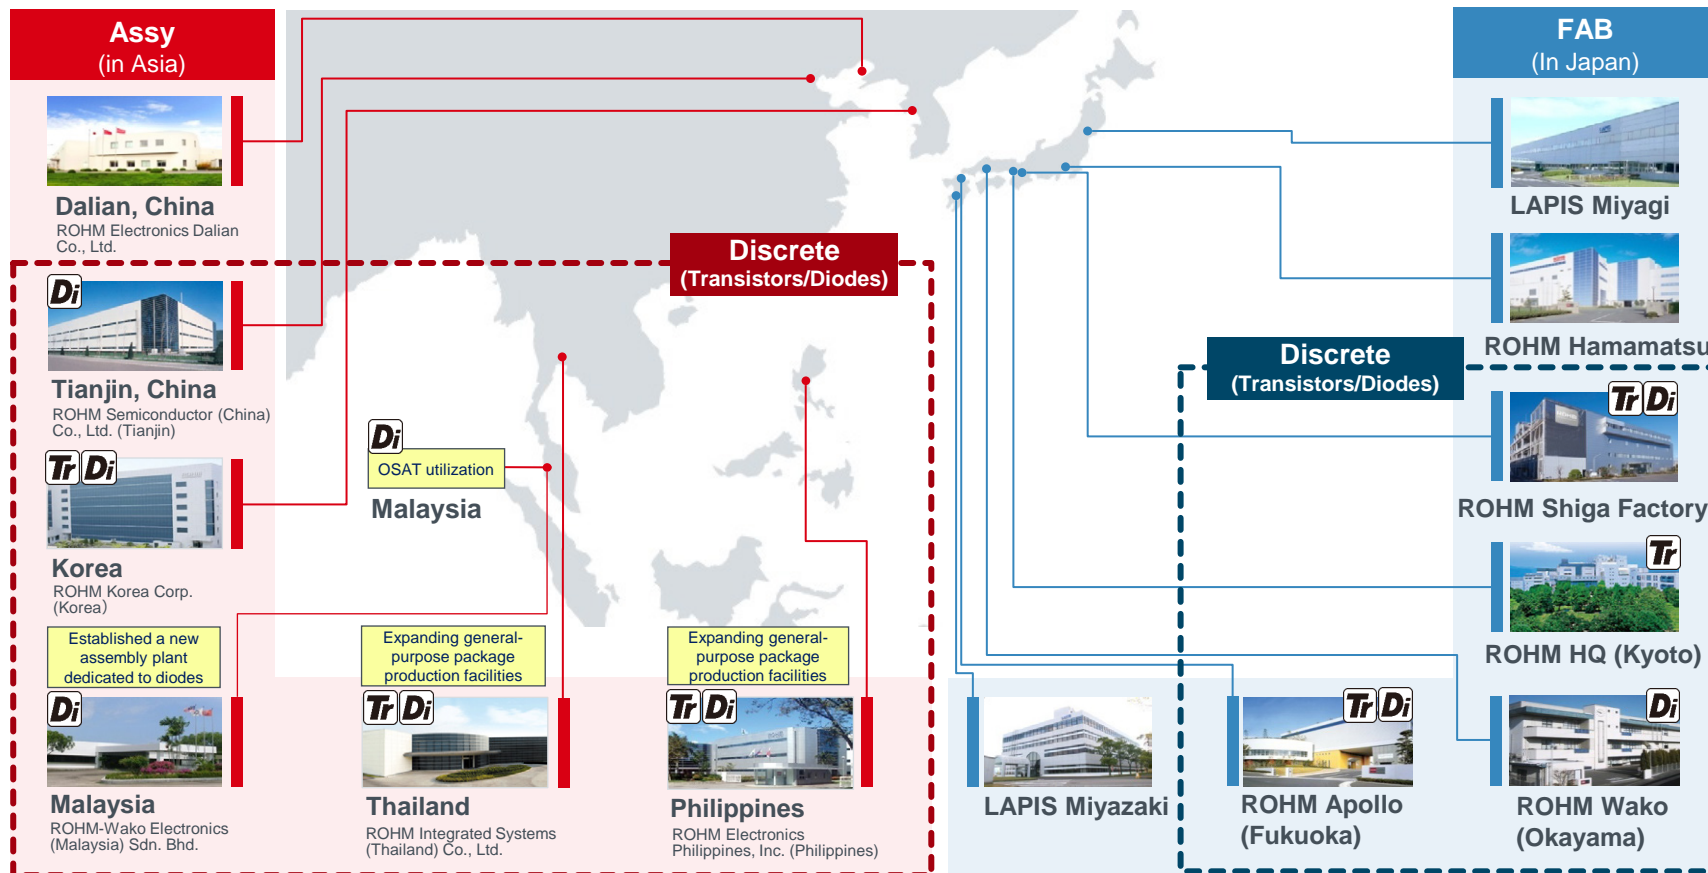 Assy
(in Asia)
Dalian, China
ROHM Electronics Dalian
Co., Ltd.
Discrete
(Transistors/Diodes)
Di
Tianjin, China
ROHM Semiconductor (China)
Co., Ltd. (Tianjin)
Tr Di
Korea
ROHM Korea Corp.
(Korea)
Di
OSAT utilization
Malaysia
Established a new
assembly plant
dedicated to diodes
Di
Malaysia
ROHM-Wako Electronics
(Malaysia) Sdn. Bhd.
Expanding general-
purpose package
production facilities
Tr Di
Thailand
ROHM Integrated Systems
(Thailand) Co., Ltd.
Expanding general-
purpose package
production facilities
Tr Di
Philippines
ROHM Electronics
Philippines, Inc. (Philippines)
FAB
(In Japan)
LAPIS Miyagi
ROHM Hamamatsu
Discrete
(Transistors/Diodes)
Tr Di
ROHM Shiga Factory
Tr
ROHM HQ (Kyoto)
LAPIS Miyazaki
Tr Di
ROHM Apollo
(Fukuoka)
Di
ROHM Wako
(Okayama)